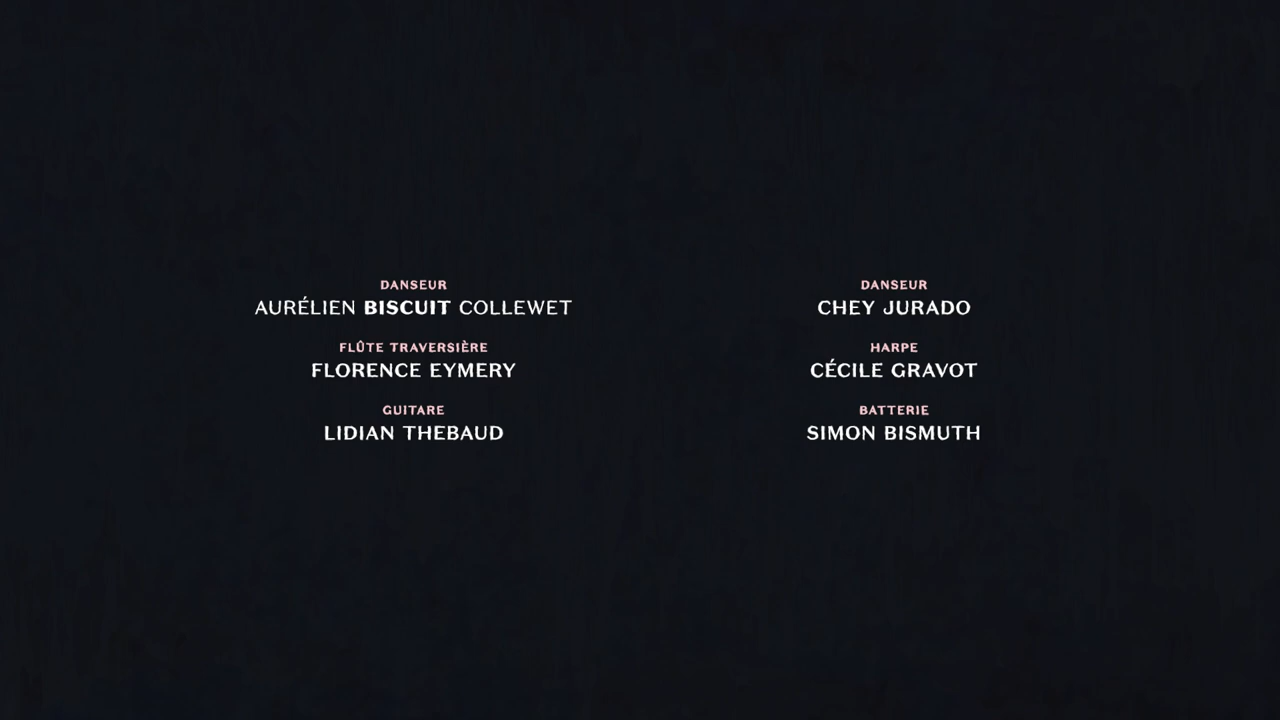 DANSEUR
AURÉLIEN BISCUIT COLLEWET
FLÛTE TRAVERSIÈRE
FLORENCE EYMERY
GUITARE
LIDIAN THEBAUD
DANSEUR
CHEY JURADO
HARPE
CÉCILE GRAVOT
BATTERIE
SIMON BISMUTH